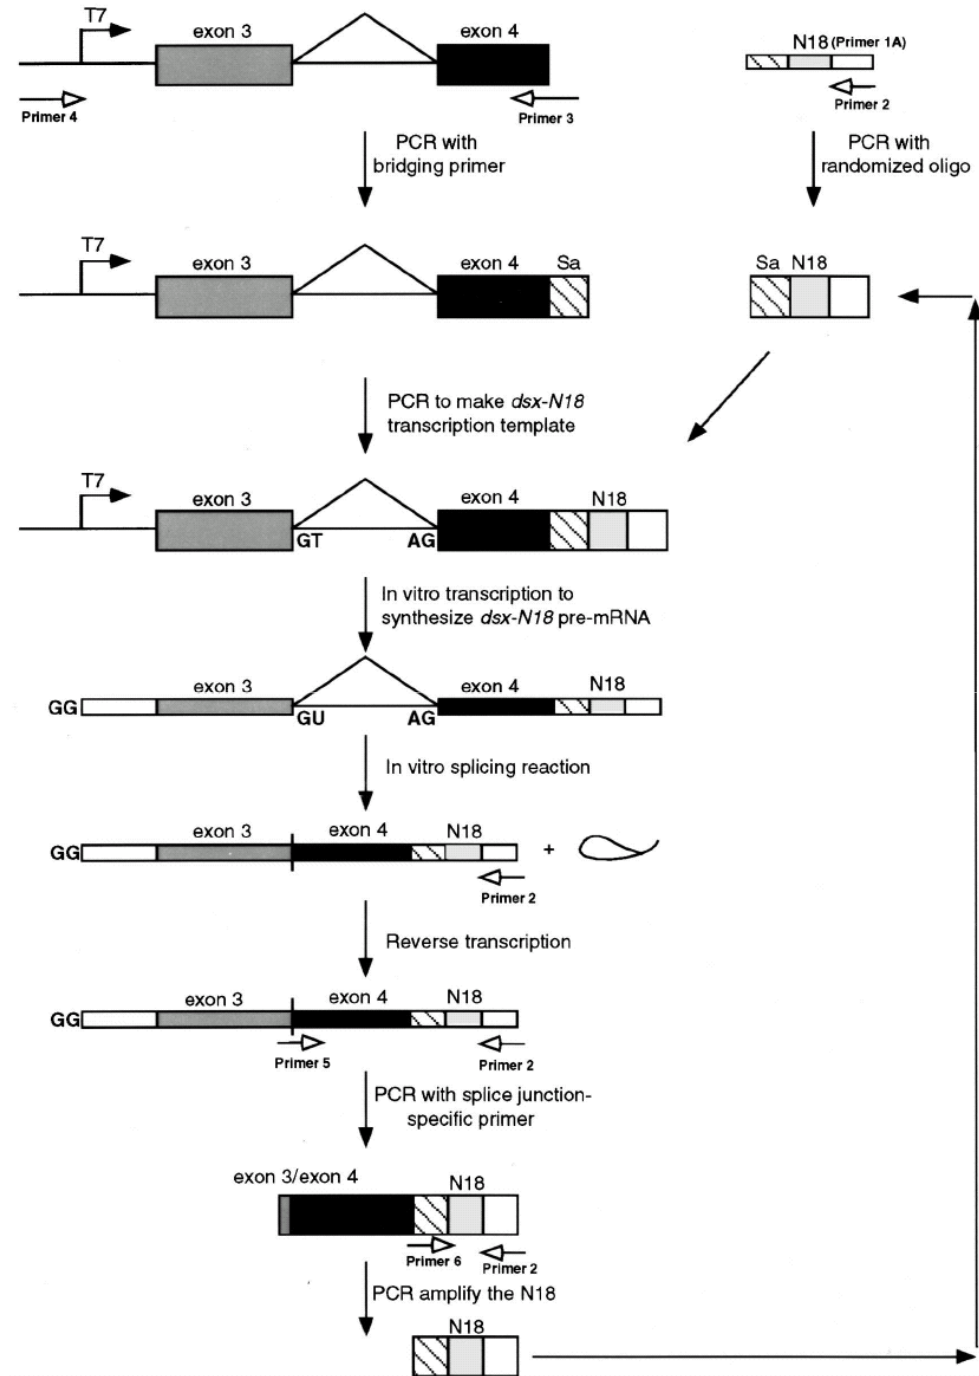 T7
exon 3
exon 4
N18 (Primer 1A)
Primer 4
Primer 3
Primer 2
PCR with
bridging primer
PCR with
randomized oligo
T7
exon 3
exon 4
Sa
Sa
N18
PCR to make dsx-N18
transcription template
T7
exon 3
exon 4
N18
GT
AG
In vitro transcription to
synthesize dsx-N18 pre-mRNA
exon 3
exon 4
N18
GG
GU
AG
In vitro splicing reaction
exon 3
exon 4
N18
GG
+
Primer 2
Reverse transcription
exon 3
exon 4
N18
GG
Primer 5
Primer 2
PCR with splice junction-
specific primer
exon 3/exon 4
N18
Primer 6
Primer 2
PCR amplify the N18
N18